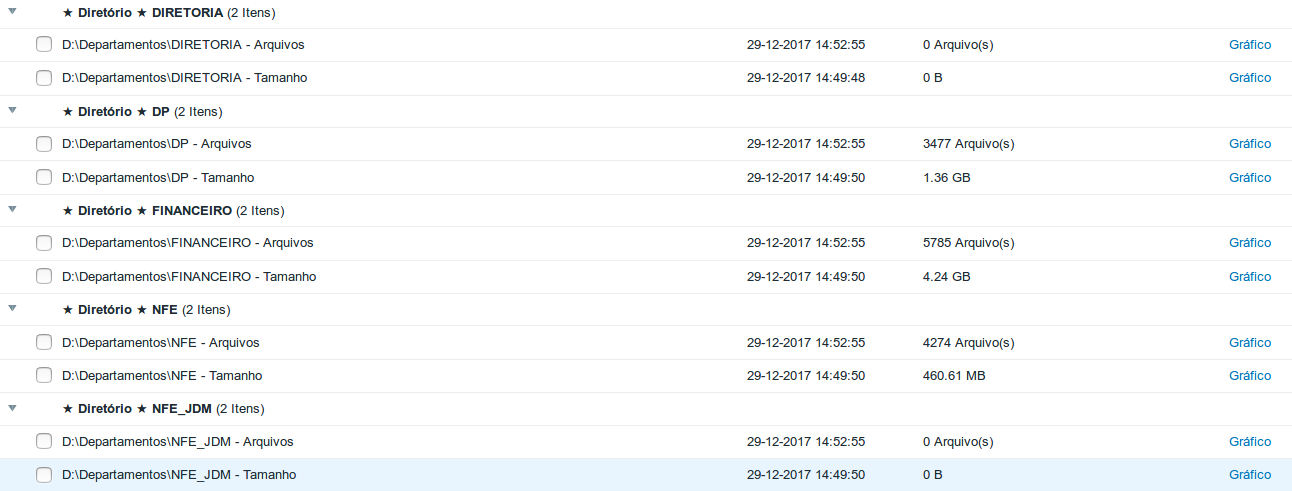 ★ Diretório ★ DIRETORIA (2 Itens)
D:\Departamentos\DIRETORIA - Arquivos 29-12-2017 14:52:55 0 Arquivo(s) Gráfico
D:\Departamentos\DIRETORIA - Tamanho 29-12-2017 14:49:48 0 B Gráfico
★ Diretório ★ DP (2 Itens)
D:\Departamentos\DP - Arquivos 29-12-2017 14:52:55 3477 Arquivo(s) Gráfico
D:\Departamentos\DP - Tamanho 29-12-2017 14:49:50 1.36 GB Gráfico
★ Diretório ★ FINANCEIRO (2 Itens)
D:\Departamentos\FINANCEIRO - Arquivos 29-12-2017 14:52:55 5785 Arquivo(s) Gráfico
D:\Departamentos\FINANCEIRO - Tamanho 29-12-2017 14:49:50 4.24 GB Gráfico
★ Diretório ★ NFE (2 Itens)
D:\Departamentos\NFE - Arquivos 29-12-2017 14:52:55 4274 Arquivo(s) Gráfico
D:\Departamentos\NFE - Tamanho 29-12-2017 14:49:50 460.61 MB Gráfico
★ Diretório ★ NFE_JDM (2 Itens)
D:\Departamentos\NFE_JDM - Arquivos 29-12-2017 14:52:55 0 Arquivo(s) Gráfico
D:\Departamentos\NFE_JDM - Tamanho 29-12-2017 14:49:50 0 B Gráfico